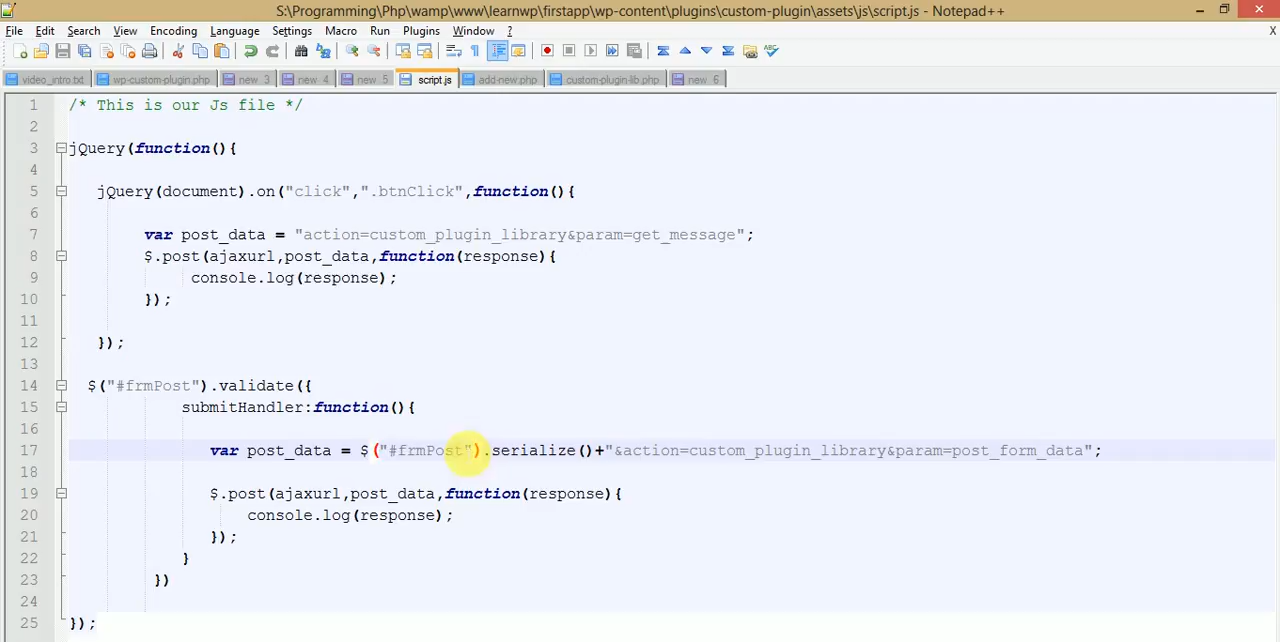 S:\Programming\Php\wamp\www\learnwp\firstapp\wp-content\plugins\custom-plugin\assets\js\script.js - Notepad++
File Edit Search View Encoding Language Settings Macro Run Plugins Window ? X
video_intro.txt wp-custom-plugin.php new 3 new 4 new 5 script.js add-new.php custom-plugin-lib.php new 6
1 /* This is our Js file */
2
3 jQuery(function(){
4
5 jQuery(document).on("click",".btnClick",function(){
6
7 var post_data = "action=custom_plugin_library&param=get_message";
8 $.post(ajaxurl,post_data,function(response){
9 console.log(response);
10 });
11
12 });
13
14 $("#frmPost").validate({
15 submitHandler:function(){
16
17 var post_data = $("#frmPost").serialize()+"&action=custom_plugin_library&param=post_form_data";
18
19 $.post(ajaxurl,post_data,function(response){
20 console.log(response);
21 });
22 }
23 })
24
25 });